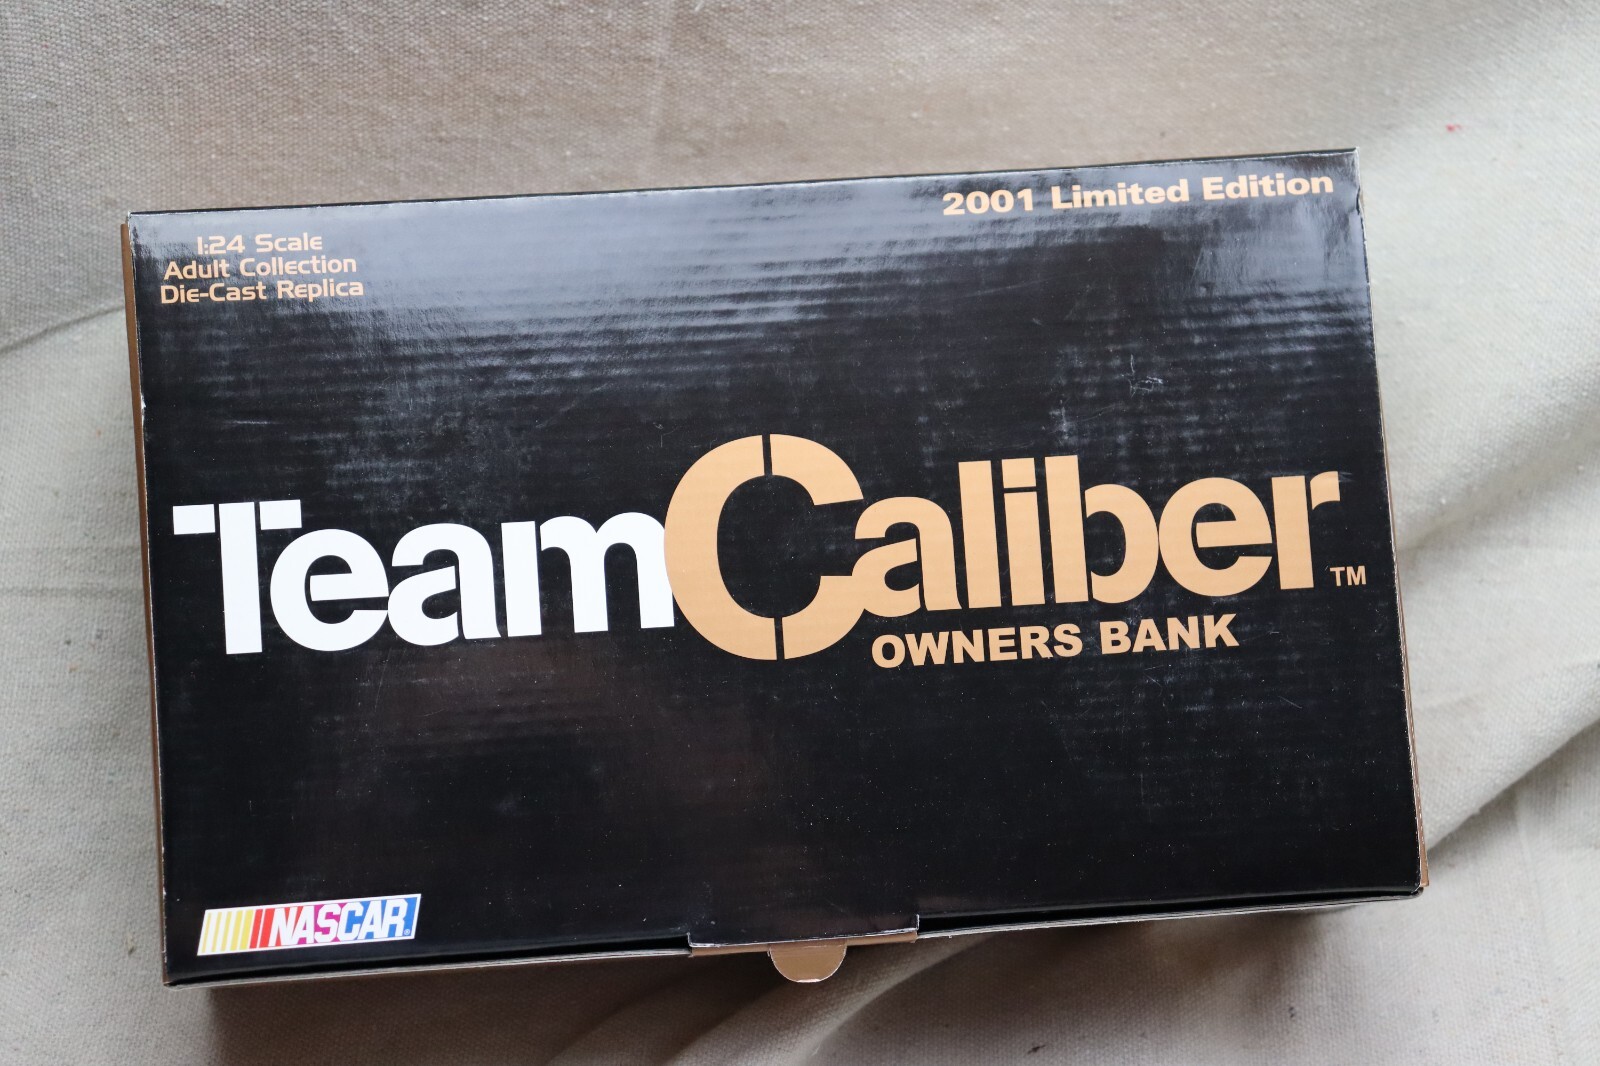 2001 Limited Edition
1:24 Scale
Adult Collection
Die-Cast Replica
TeamCaliber™
OWNERS BANK
NASCAR®